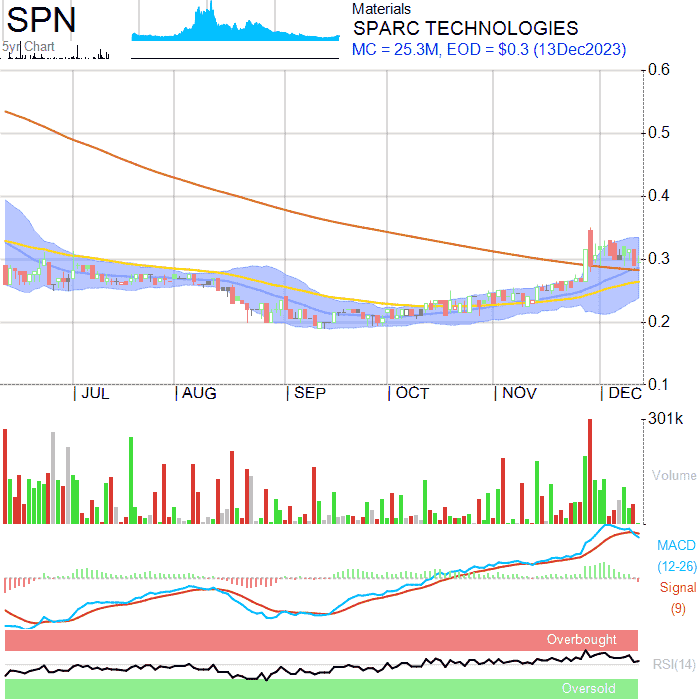 SPN
5yr Chart
Materials
SPARC TECHNOLOGIES
MC = 25.3M, EOD = $0.3 (13Dec2023)
0.6
0.5
0.4
0.3
0.2
0.1
JUL AUG SEP OCT NOV DEC
301k
Volume
MACD
(12-26)
Signal
(9)
Overbought
RSI(14)
Oversold